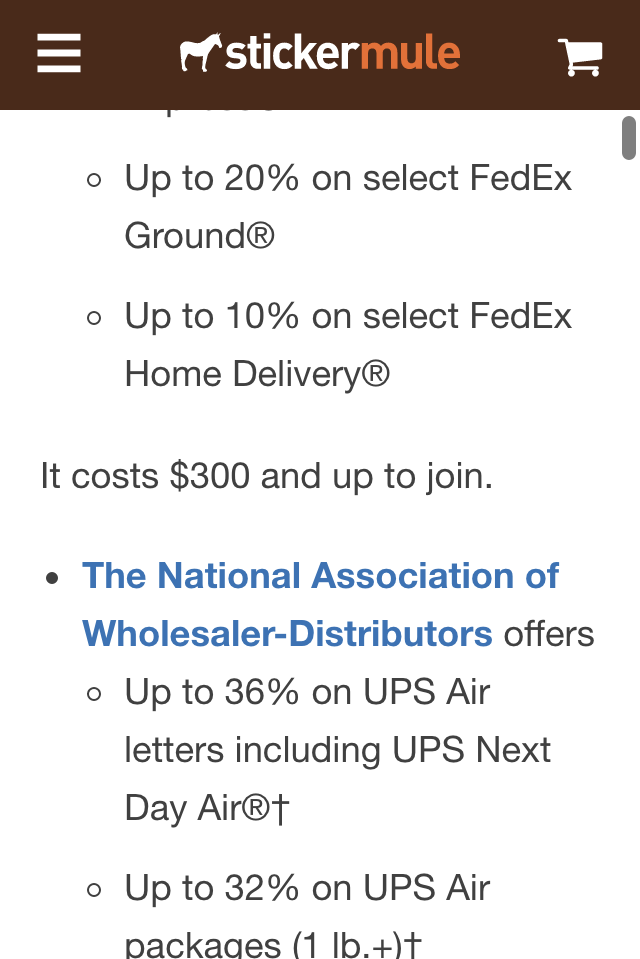 stickermule
Up to 20% on select FedEx
Ground®
Up to 10% on select FedEx
Home Delivery®
It costs $300 and up to join.
The National Association of
Wholesaler-Distributors offers
Up to 36% on UPS Air
letters including UPS Next
Day Air®†
Up to 32% on UPS Air
packages (1 lb.+)†